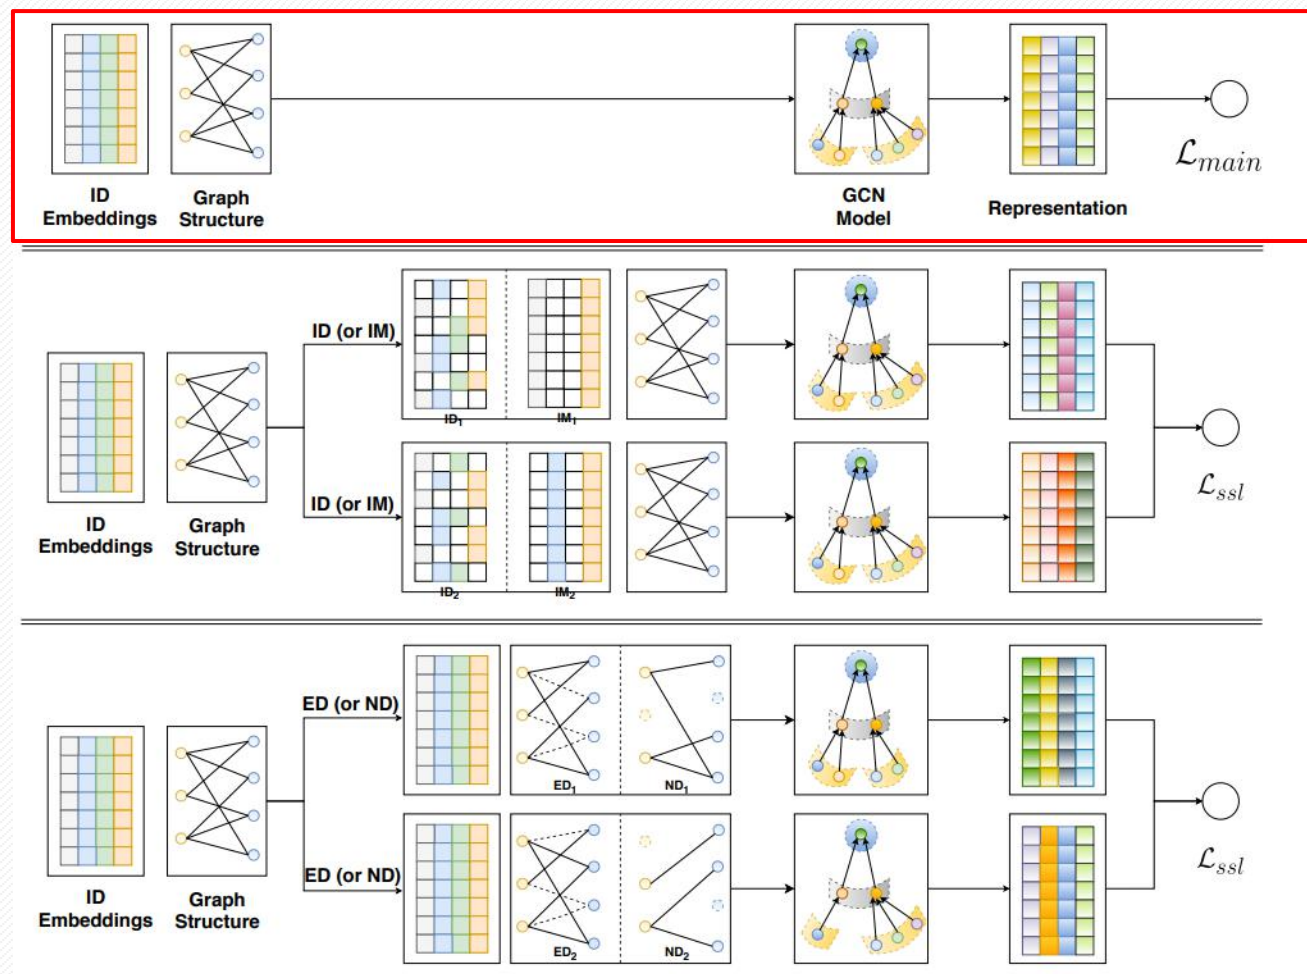 ID
Embeddings
Graph
Structure
GCN
Model
Representation
ℒmain
ID (or IM)
ID₁
IM₁
ID (or IM)
ID₂
IM₂
ID
Embeddings
Graph
Structure
ℒssl
ED (or ND)
ED₁
ND₁
ED (or ND)
ED₂
ND₂
ID
Embeddings
Graph
Structure
ℒssl